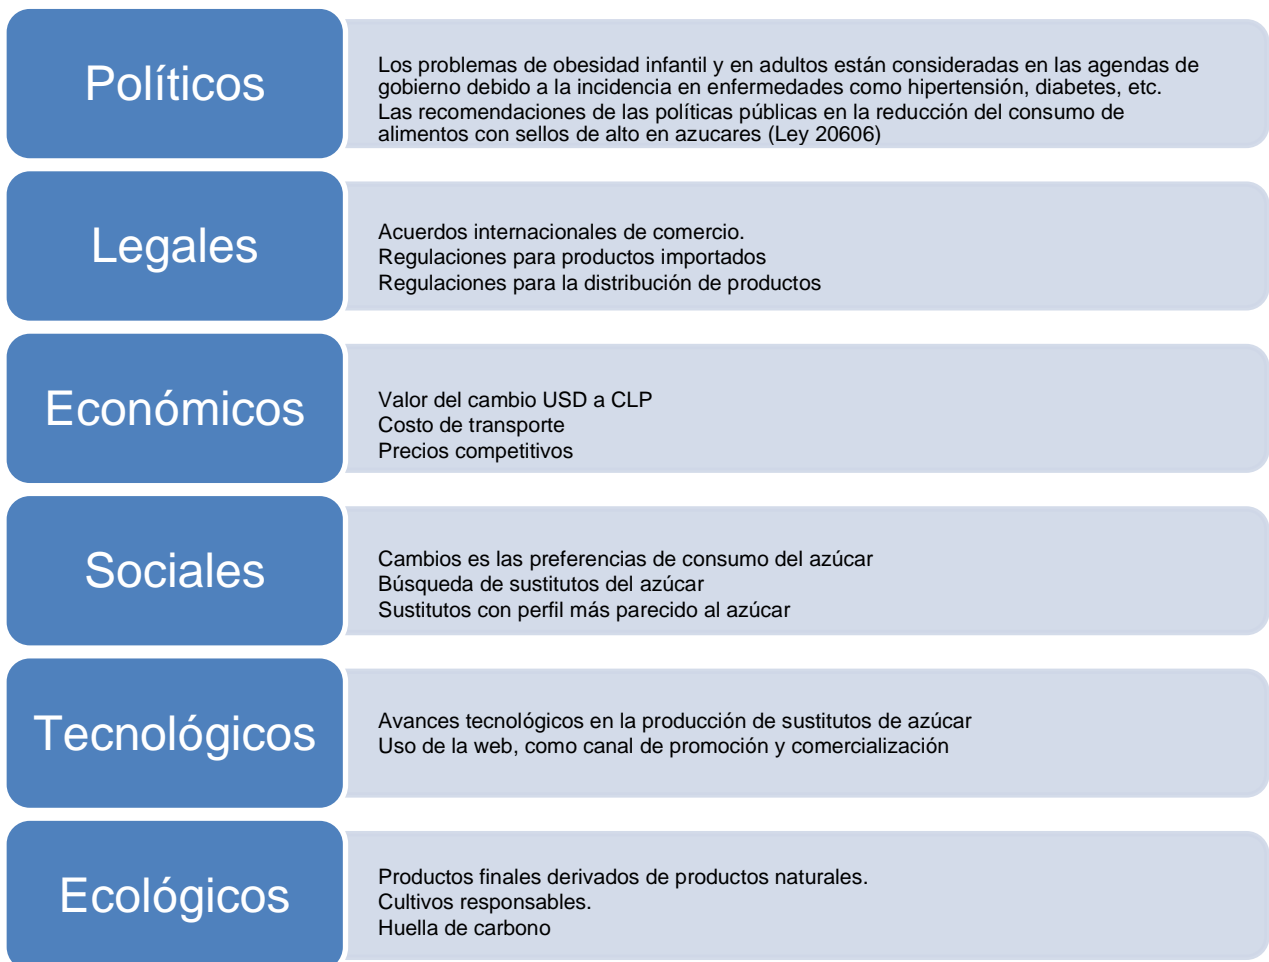 Políticos
Los problemas de obesidad infantil y en adultos están consideradas en las agendas de
gobierno debido a la incidencia en enfermedades como hipertensión, diabetes, etc.
Las recomendaciones de las políticas públicas en la reducción del consumo de
alimentos con sellos de alto en azucares (Ley 20606)
Legales
Acuerdos internacionales de comercio.
Regulaciones para productos importados
Regulaciones para la distribución de productos
Económicos
Valor del cambio USD a CLP
Costo de transporte
Precios competitivos
Sociales
Cambios es las preferencias de consumo del azúcar
Búsqueda de sustitutos del azúcar
Sustitutos con perfil más parecido al azúcar
Tecnológicos
Avances tecnológicos en la producción de sustitutos de azúcar
Uso de la web, como canal de promoción y comercialización
Ecológicos
Productos finales derivados de productos naturales.
Cultivos responsables.
Huella de carbono